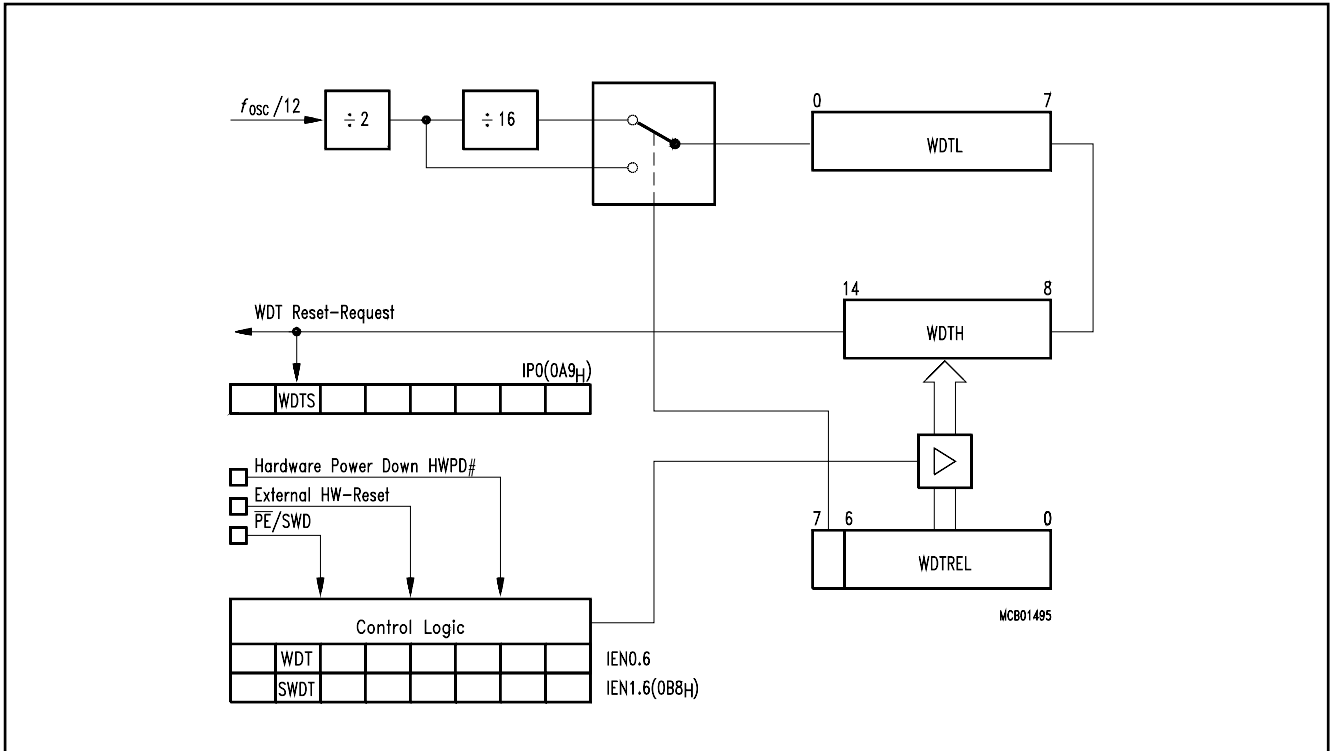 fOSC/12
÷ 2
÷ 16
0 7
WDTL
14 8
WDT Reset-Request
WDTH
IP0(0A9H)
WDTS
Hardware Power Down HWPD#
External HW-Reset
PE/SWD
7 6 0
WDTREL
MCB01495
Control Logic
WDT IEN0.6
SWDT IEN1.6(0B8H)